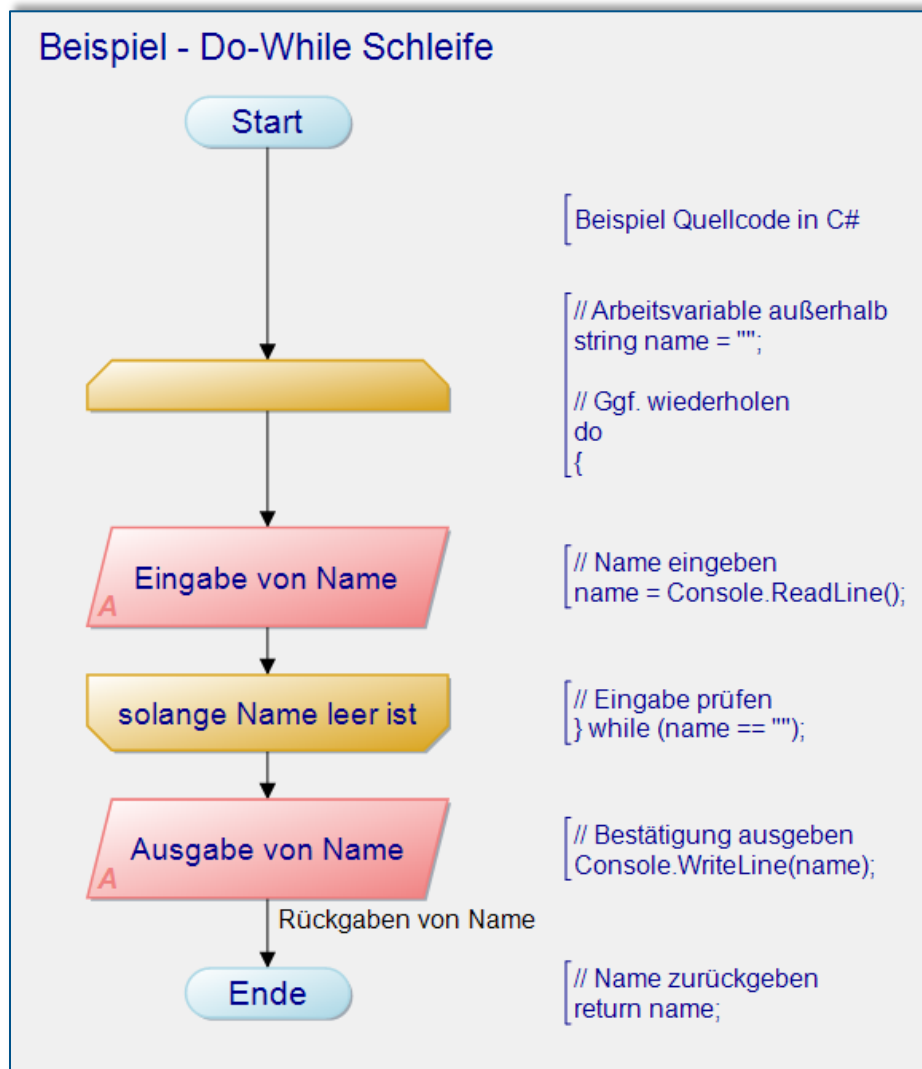 Beispiel - Do-While Schleife
Start
Beispiel Quellcode in C#
// Arbeitsvariable außerhalb
string name = "";
// Ggf. wiederholen
do
{
Eingabe von Name
A
// Name eingeben
name = Console.ReadLine();
solange Name leer ist
// Eingabe prüfen
} while (name == "");
Ausgabe von Name
A
// Bestätigung ausgeben
Console.WriteLine(name);
Rückgaben von Name
Ende
// Name zurückgeben
return name;